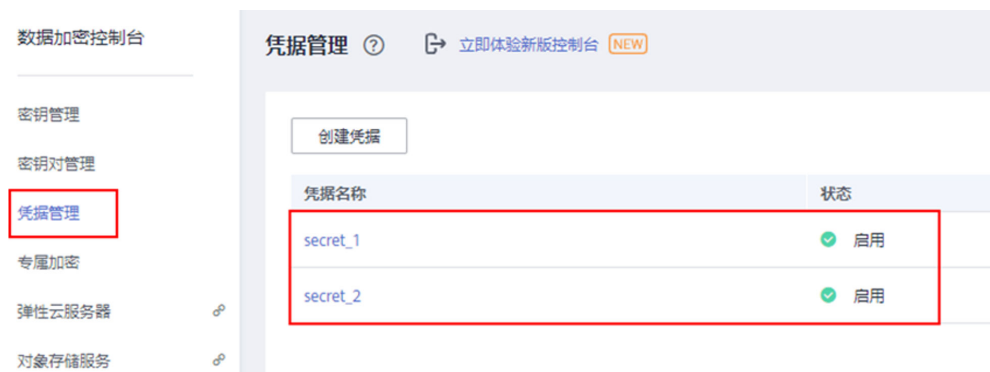 数据加密控制台
密钥管理
密钥对管理
凭据管理
专属加密
弹性云服务器
对象存储服务
凭据管理 ? 立即体验新版控制台 NEW
创建凭据
凭据名称 状态
secret_1 启用
secret_2 启用